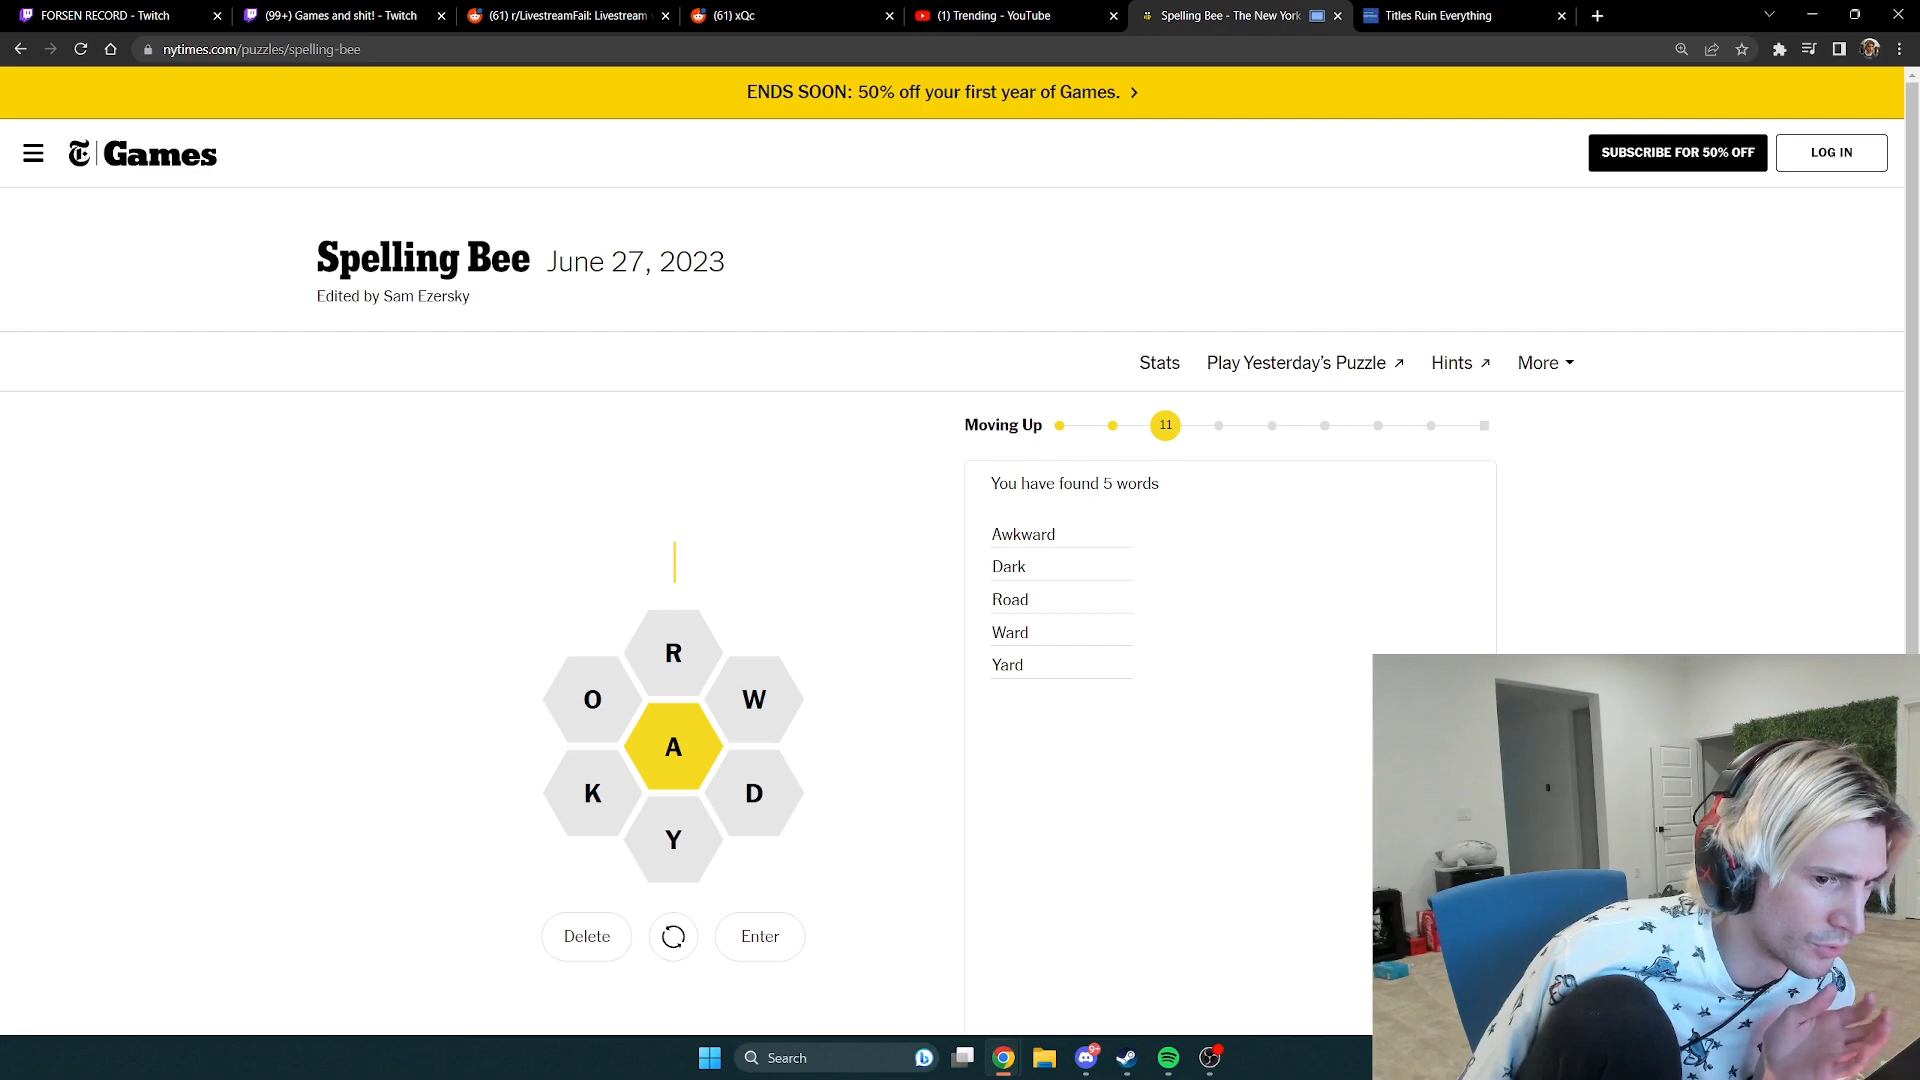 FORSEN RECORD - Twitch
(99+) Games and shit! - Twitch
(61) r/LivestreamFail: Livestream
(61) xQc
(1) Trending - YouTube
Spelling Bee - The New York
Titles Ruin Everything
nytimes.com/puzzles/spelling-bee
ENDS SOON: 50% off your first year of Games.
T Games
SUBSCRIBE FOR 50% OFF
LOG IN
Spelling Bee June 27, 2023
Edited by Sam Ezersky
Stats Play Yesterday's Puzzle Hints More
Moving Up 11
You have found 5 words
Awkward
Dark
Road
Ward
Yard
R
O W
A
K D
Y
Delete Enter
Search
9+